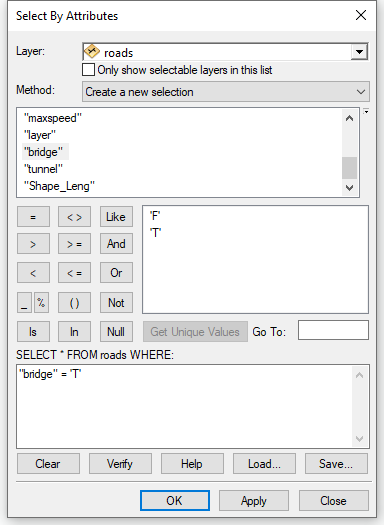 Select By Attributes
Layer: roads
Only show selectable layers in this list
Method: Create a new selection
"maxspeed"
"layer"
"bridge"
"tunnel"
"Shape_Leng"
= < > Like
> > = And
< < = Or
_ % ( ) Not
Is In Null
'F'
'T'
Get Unique Values Go To:
SELECT * FROM roads WHERE:
"bridge" = 'T'
Clear Verify Help Load... Save...
OK Apply Close